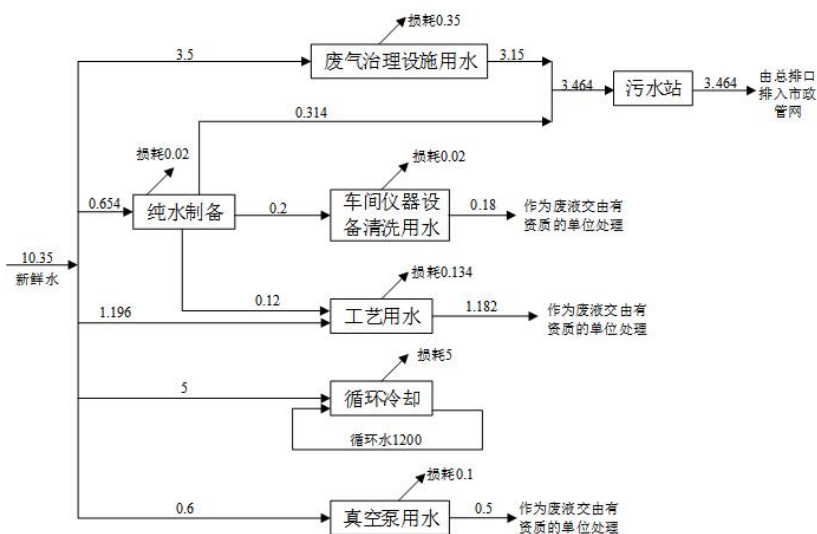 损耗0.35
3.5
废气治理设施用水
3.15
3.464
污水站
3.464
由总排口
排入市政
管网
0.314
损耗0.02
0.654
纯水制备
0.2
损耗0.02
车间仪器设
备清洗用水
0.18
作为废液交由有
资质的单位处理
10.35
新鲜水
损耗0.134
0.12
1.196
工艺用水
1.182
作为废液交由有
资质的单位处理
损耗5
5
循环冷却
循环水1200
损耗0.1
0.6
真空泵用水
0.5
作为废液交由有
资质的单位处理